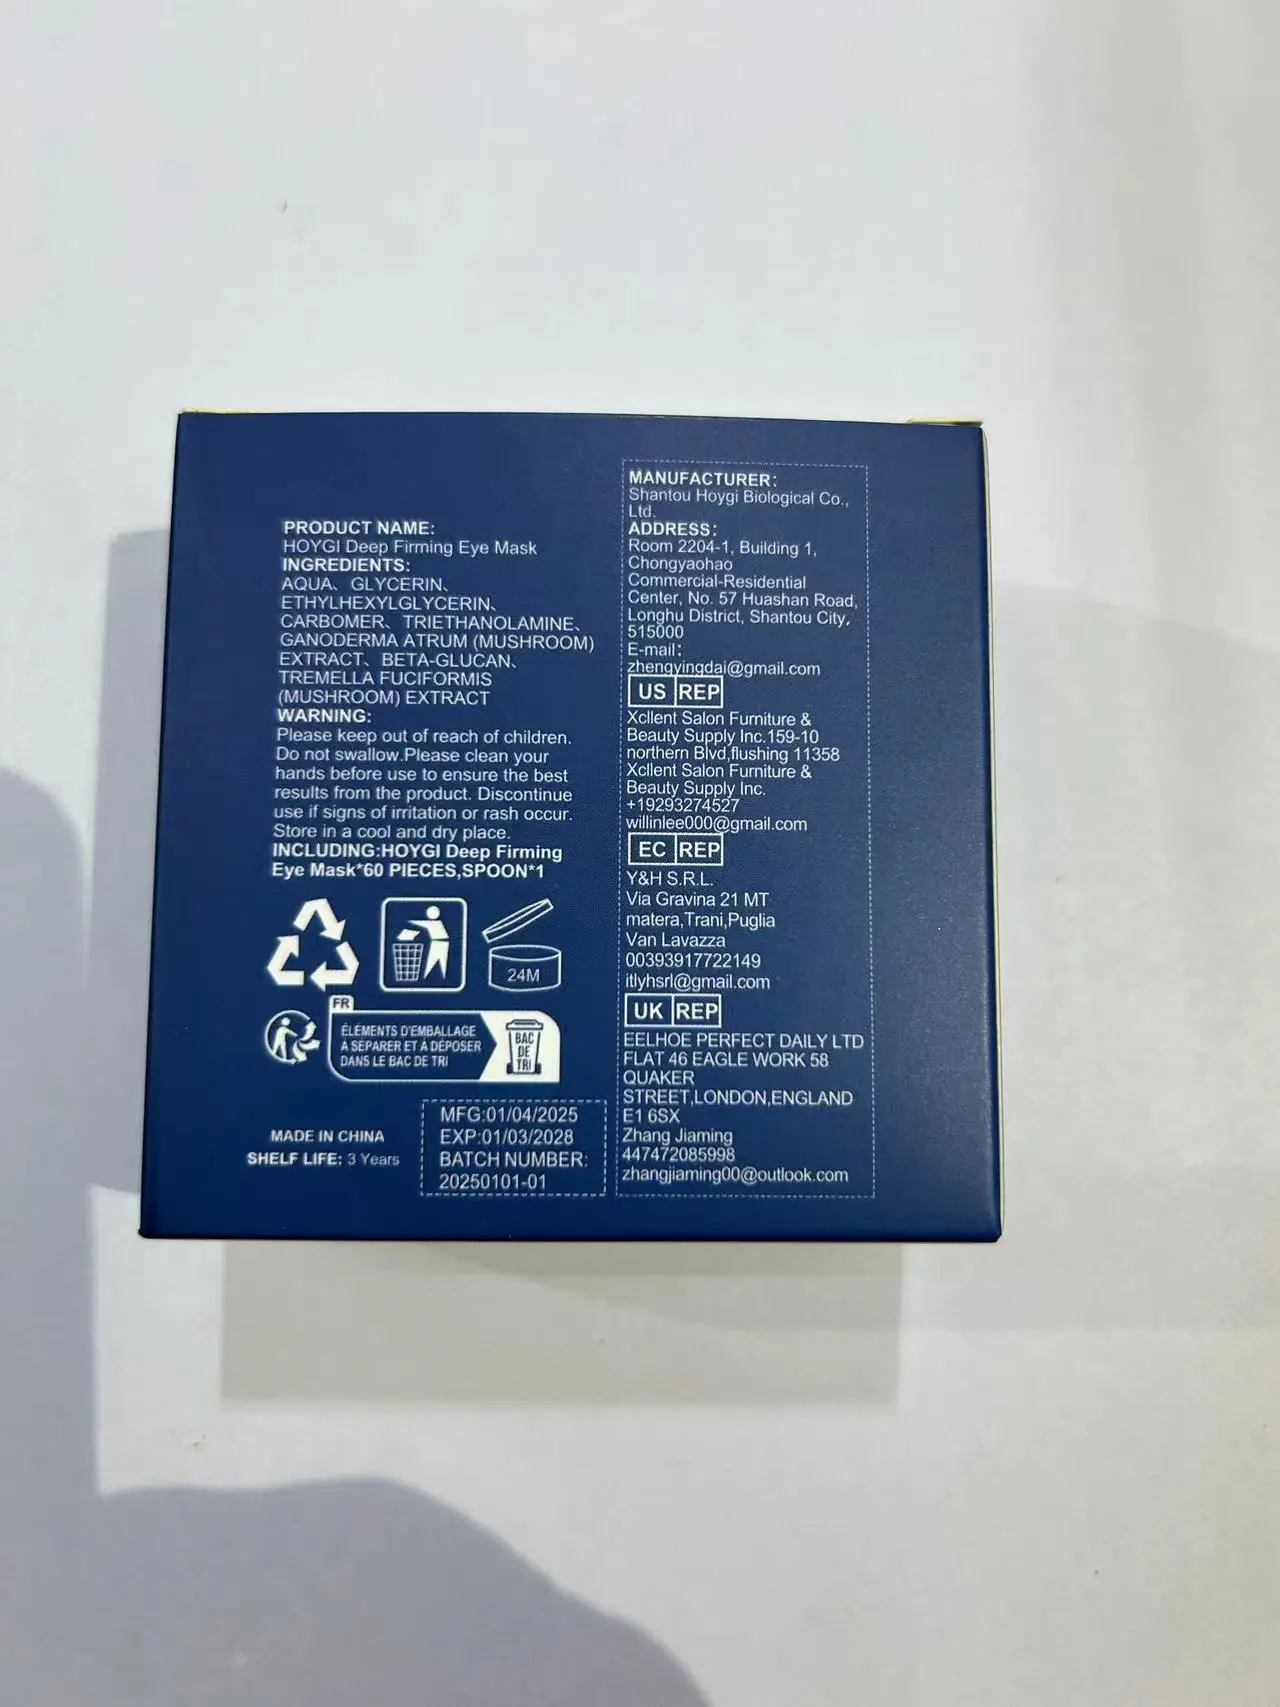 PRODUCT NAME:
HOYGI Deep Firming Eye Mask
INGREDIENTS:
AQUA、GLYCERIN、
ETHYLHEXYLGLYCERIN、
CARBOMER、TRIETHANOLAMINE、
GANODERMA ATRUM (MUSHROOM)
EXTRACT、BETA-GLUCAN、
TREMELLA FUCIFORMIS
(MUSHROOM) EXTRACT
WARNING:
Please keep out of reach of children.
Do not swallow.Please clean your
hands before use to ensure the best
results from the product. Discontinue
use if signs of irritation or rash occur.
Store in a cool and dry place.
INCLUDING:HOYGI Deep Firming
Eye Mask*60 PIECES,SPOON*1
24M
FR
ÉLÉMENTS D'EMBALLAGE
À SÉPARER ET À DÉPOSER
DANS LE BAC DE TRI
BAC
DE
TRI
MADE IN CHINA
SHELF LIFE: 3 Years
MFG:01/04/2025
EXP:01/03/2028
BATCH NUMBER:
20250101-01
MANUFACTURER:
Shantou Hoygi Biological Co.,
Ltd.
ADDRESS:
Room 2204-1, Building 1,
Chongyaohao
Commercial-Residential
Center, No. 57 Huashan Road,
Longhu District, Shantou City,
515000
E-mail:
zhengyingdai@gmail.com
US REP
Xcllent Salon Furniture &
Beauty Supply Inc.159-10
northern Blvd,flushing 11358
Xcllent Salon Furniture &
Beauty Supply Inc.
+19293274527
willinlee000@gmail.com
EC REP
Y&H S.R.L.
Via Gravina 21 MT
matera,Trani,Puglia
Van Lavazza
00393917722149
itlyhsrl@gmail.com
UK REP
EELHOE PERFECT DAILY LTD
FLAT 46 EAGLE WORK 58
QUAKER
STREET,LONDON,ENGLAND
E1 6SX
Zhang Jiaming
447472085998
zhangjiaming00@outlook.com